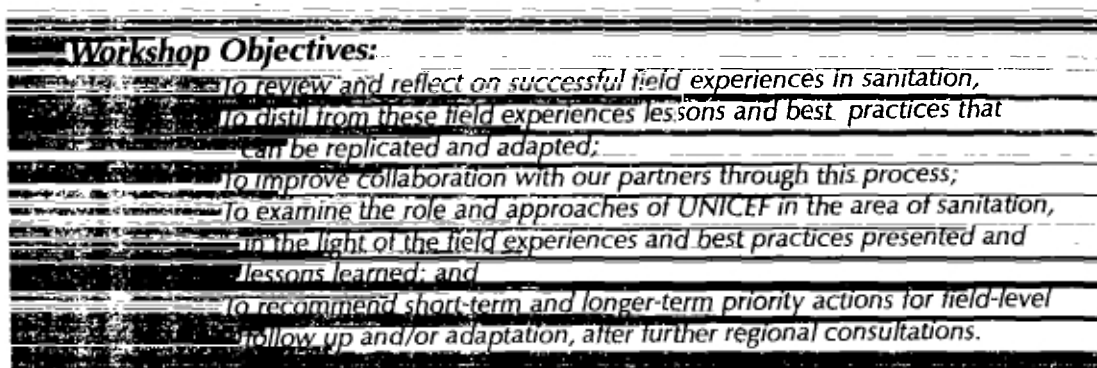 Workshop Objectives:
To review and reflect on successful field experiences in sanitation,
To distil from these field experiences lessons and best practices that
can be replicated and adapted;
To improve collaboration with our partners through this process;
To examine the role and approaches of UNICEF in the area of sanitation,
in the light of the field experiences and best practices presented and
lessons learned; and
To recommend short-term and longer-term priority actions for field-level
follow up and/or adaptation, after further regional consultations.